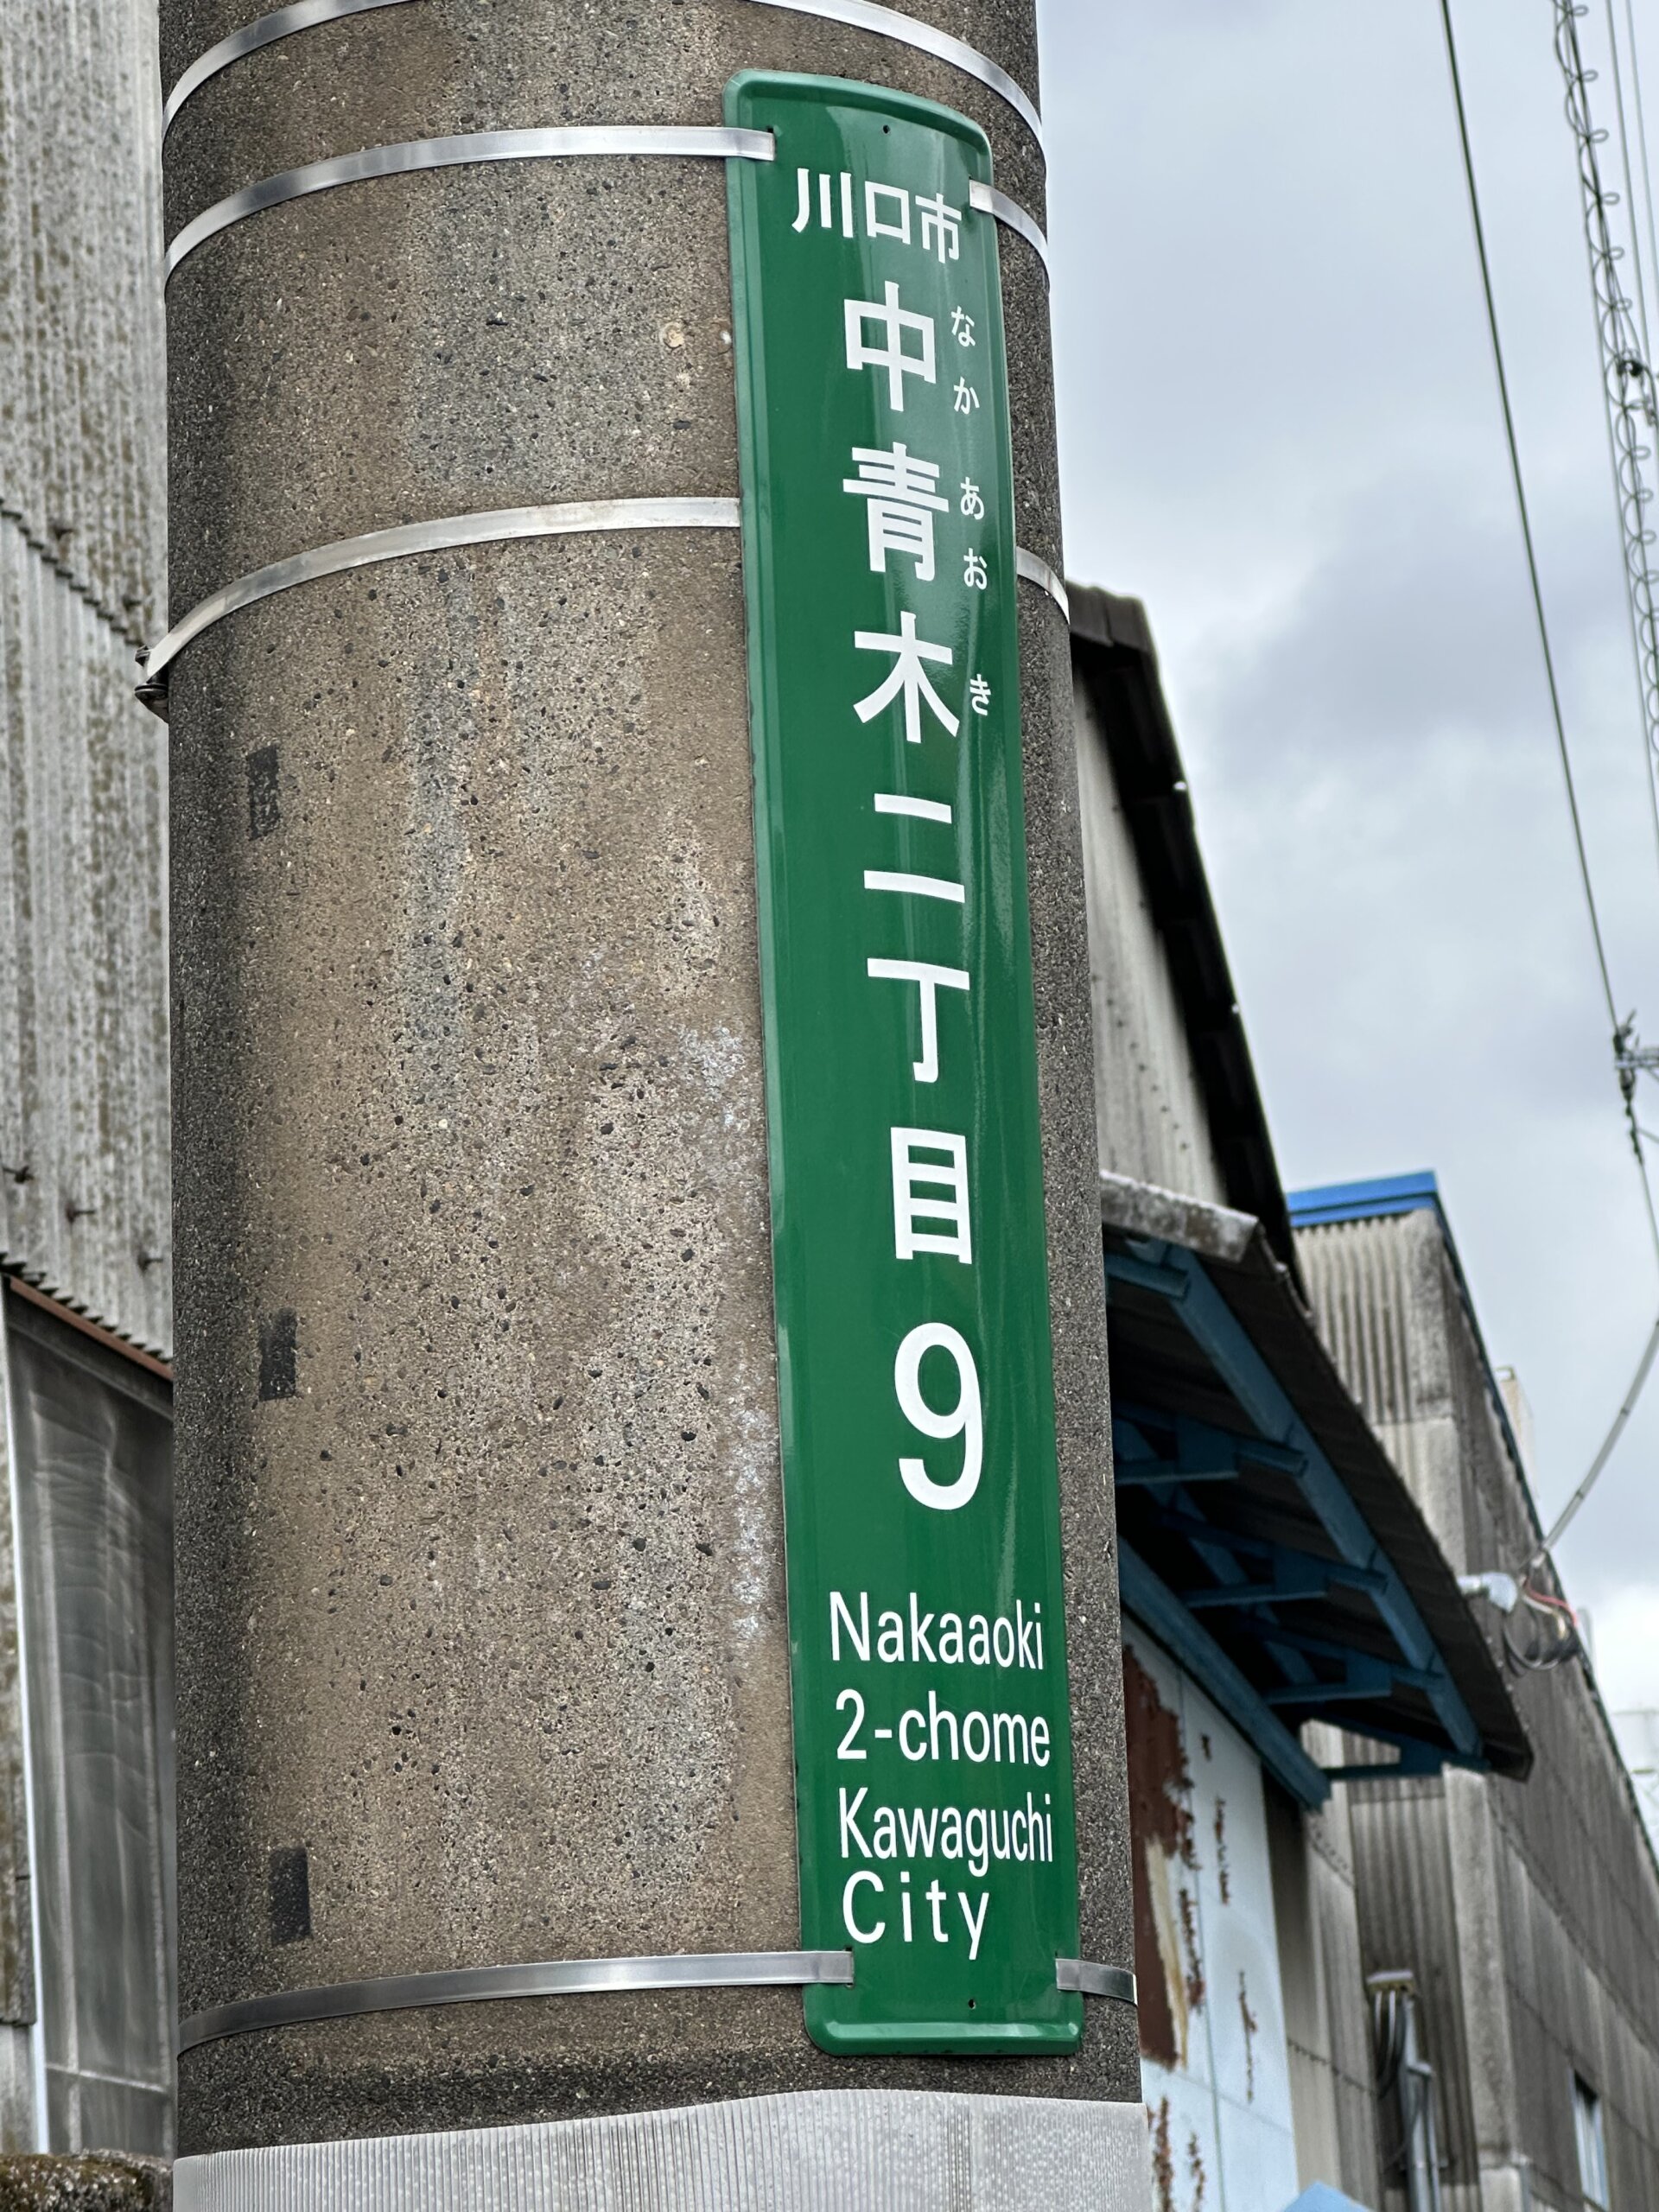 川口市
中青木二丁目9
なかあおき
Nakaaoki
2-chome
Kawaguchi
City